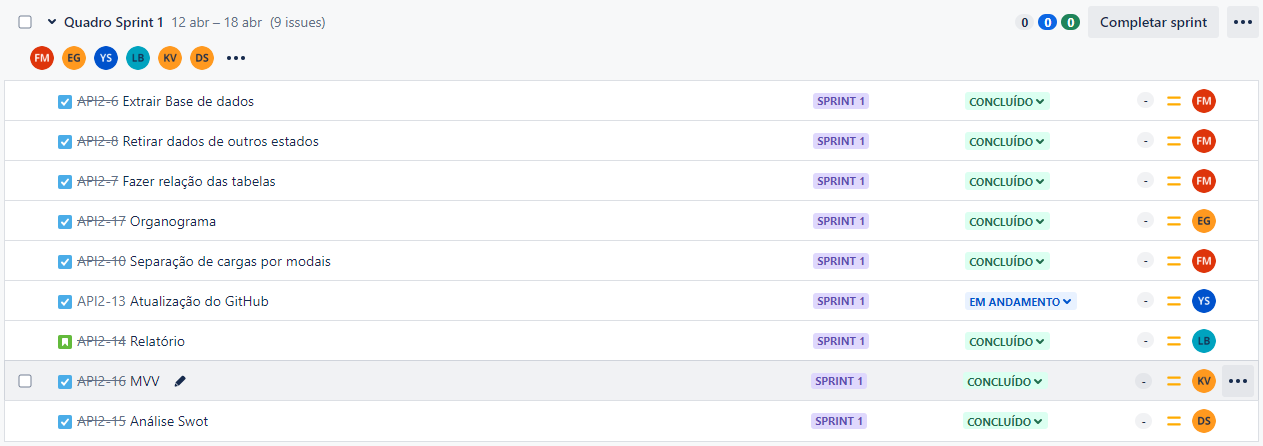 Quadro Sprint 1 12 abr – 18 abr (9 issues) 0 0 0 Completar sprint
FM EG YS LB KV DS
API2-6 Extrair Base de dados SPRINT 1 CONCLUÍDO - FM
API2-8 Retirar dados de outros estados SPRINT 1 CONCLUÍDO - FM
API2-7 Fazer relação das tabelas SPRINT 1 CONCLUÍDO - FM
API2-17 Organograma SPRINT 1 CONCLUÍDO - EG
API2-10 Separação de cargas por modais SPRINT 1 CONCLUÍDO - FM
API2-13 Atualização do GitHub SPRINT 1 EM ANDAMENTO - YS
API2-14 Relatório SPRINT 1 CONCLUÍDO - LB
API2-16 MVV SPRINT 1 CONCLUÍDO - KV
API2-15 Análise Swot SPRINT 1 CONCLUÍDO - DS